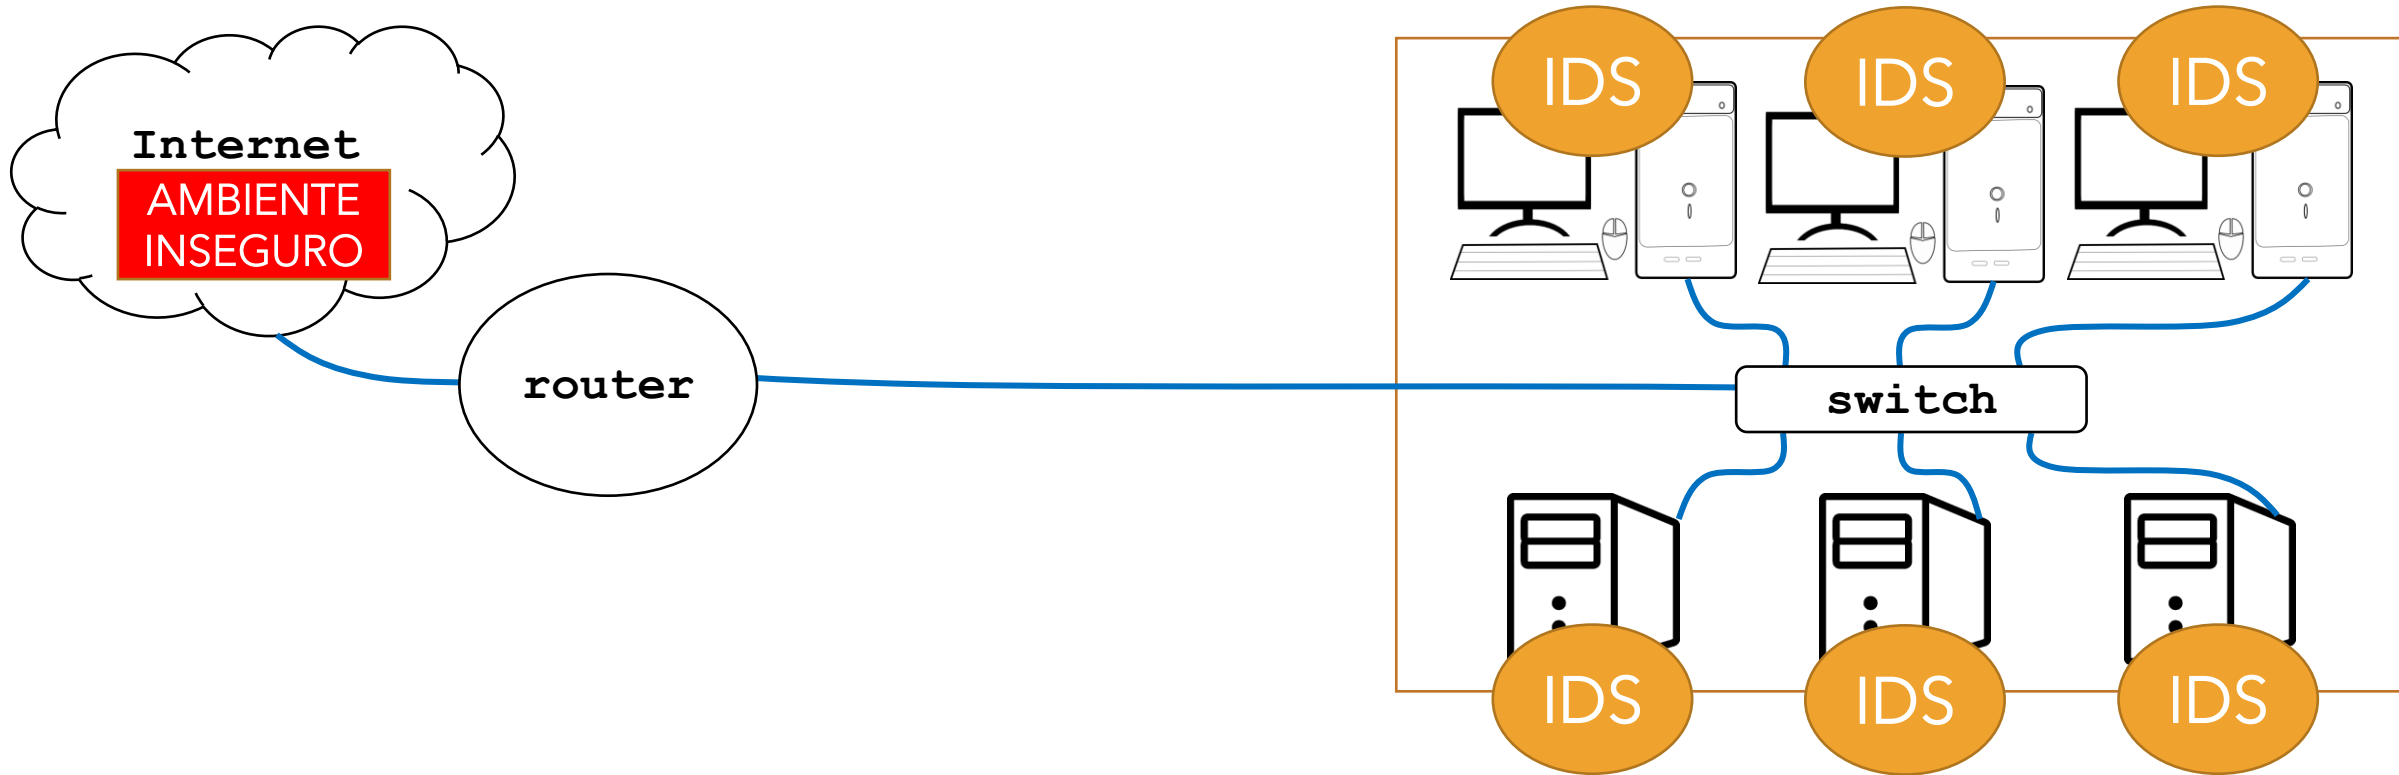 Internet
AMBIENTE
INSEGURO
router
IDS
IDS
IDS
switch
IDS
IDS
IDS